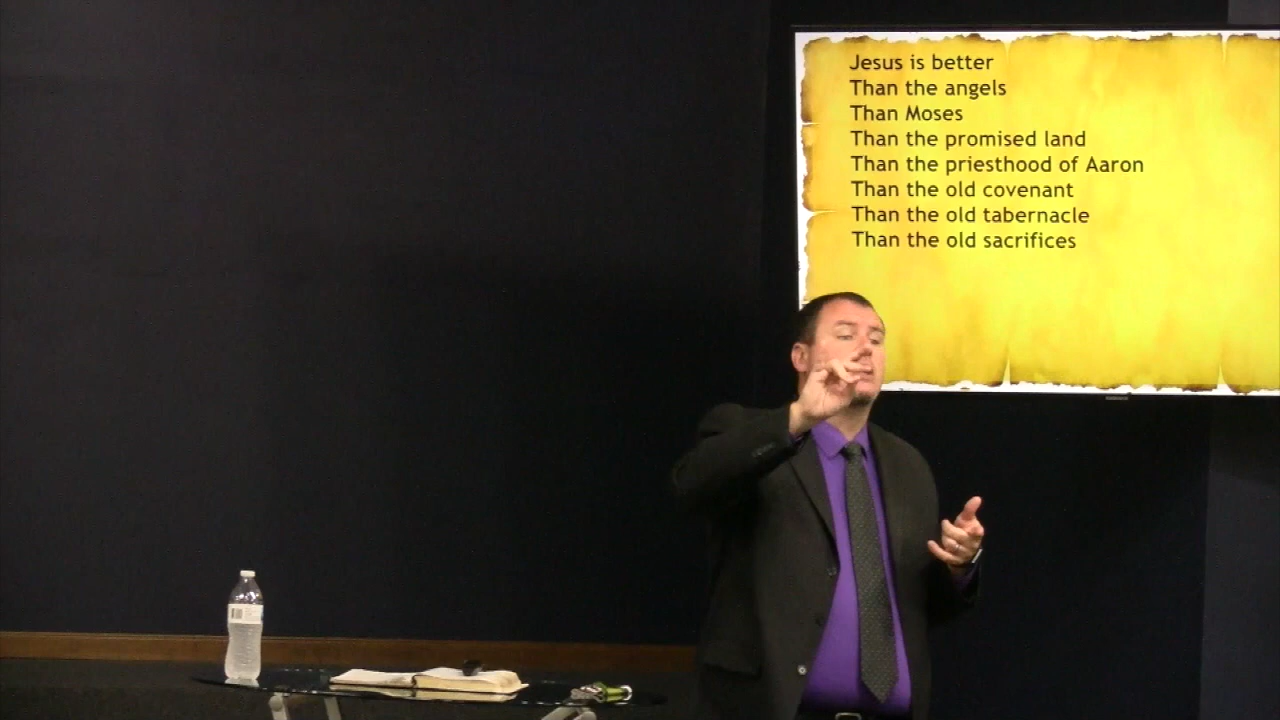 Jesus is better
Than the angels
Than Moses
Than the promised land
Than the priesthood of Aaron
Than the old covenant
Than the old tabernacle
Than the old sacrifices